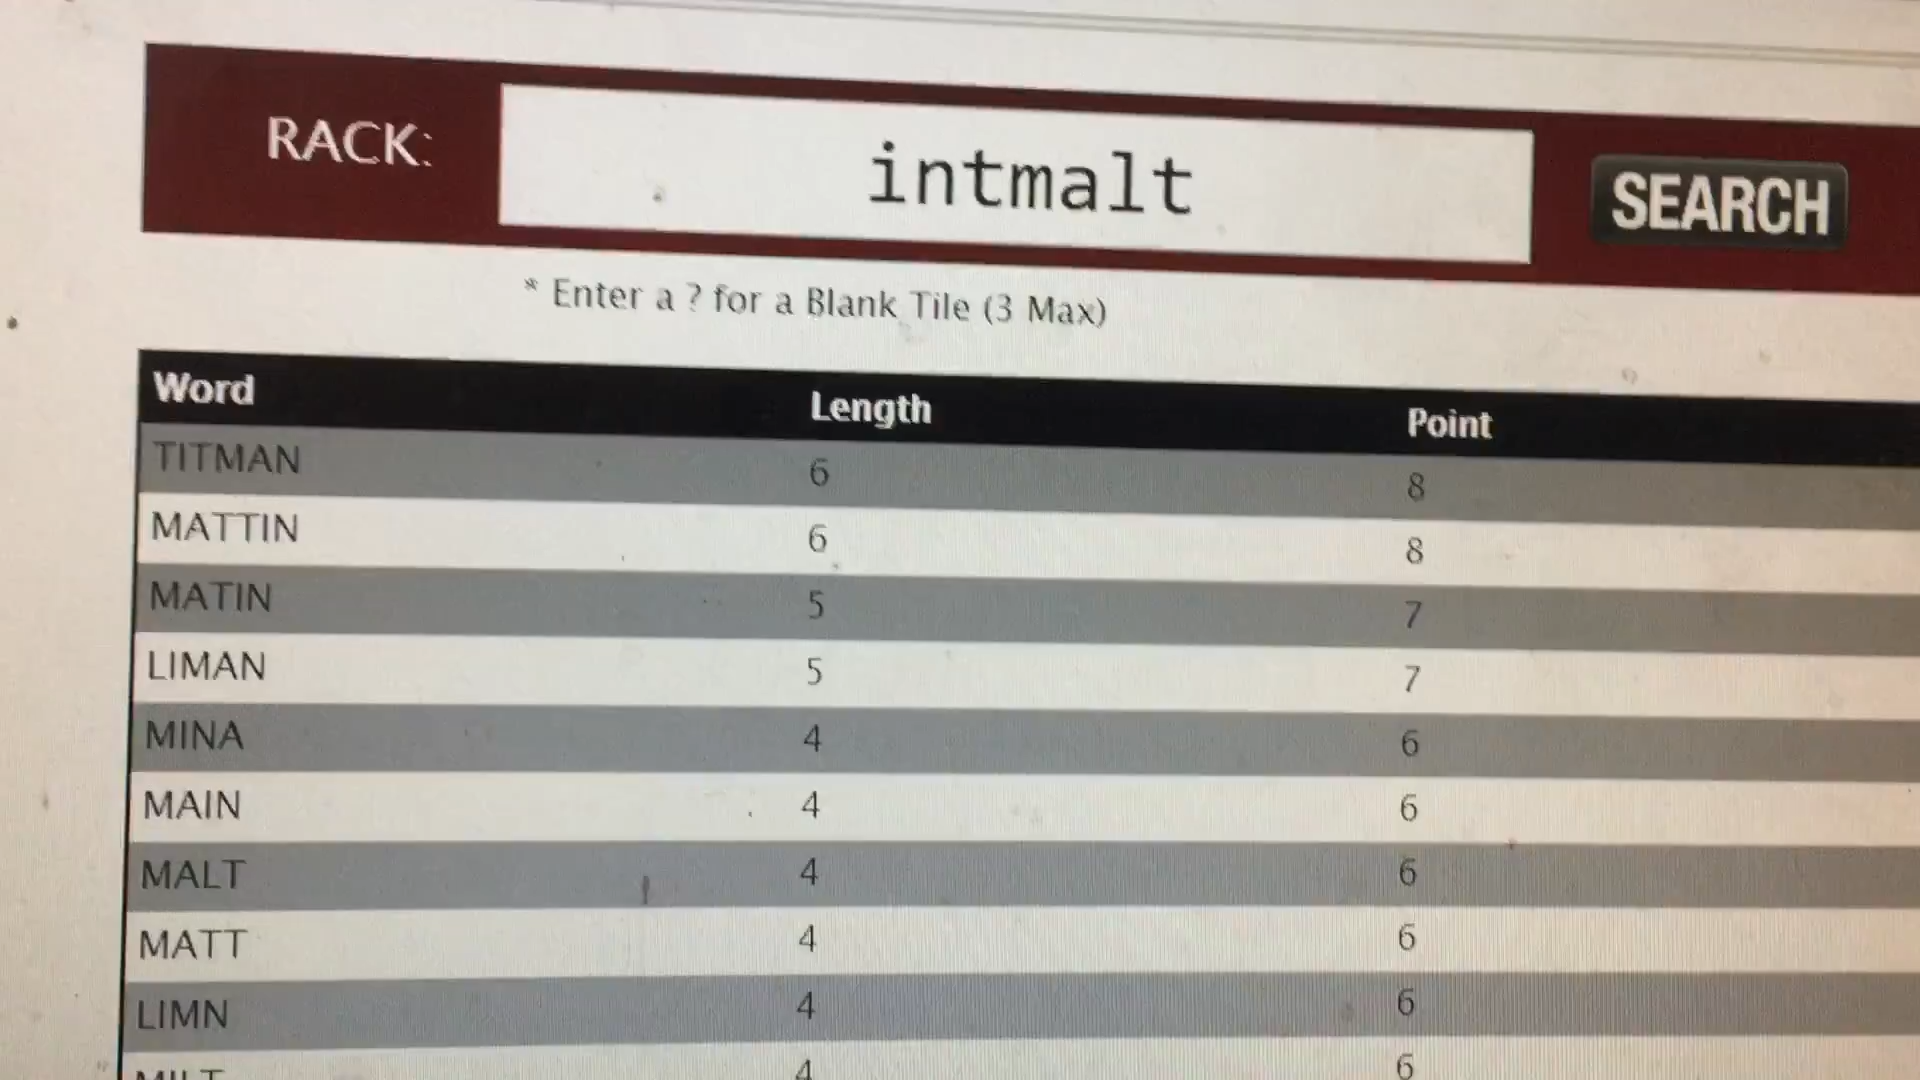 RACK: intmalt SEARCH
* Enter a ? for a Blank Tile (3 Max)
Word Length Point
TITMAN 6 8
MATTIN 6 8
MATIN 5 7
LIMAN 5 7
MINA 4 6
MAIN 4 6
MALT 4 6
MATT 4 6
LIMN 4 6
MILT 4 6